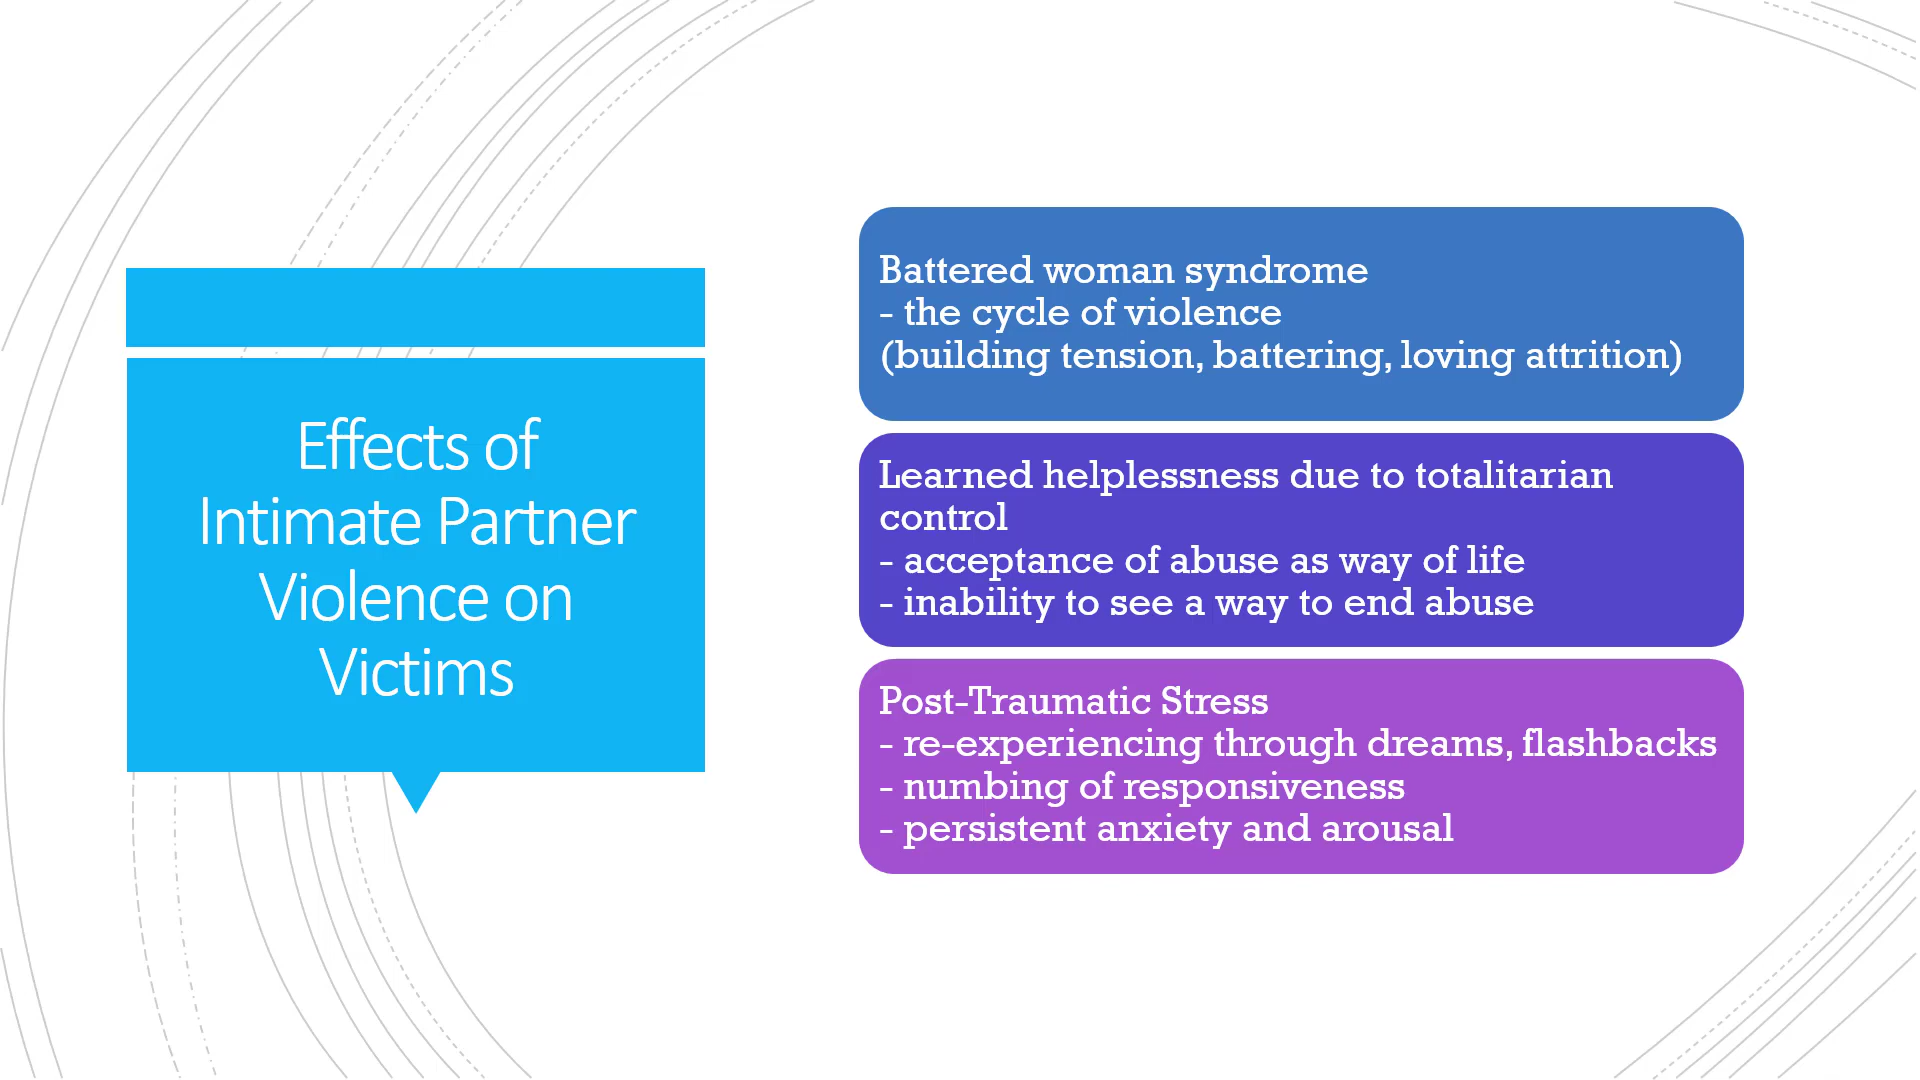 Effects of
Intimate Partner
Violence on
Victims
Battered woman syndrome
- the cycle of violence
(building tension, battering, loving attrition)
Learned helplessness due to totalitarian
control
- acceptance of abuse as way of life
- inability to see a way to end abuse
Post-Traumatic Stress
- re-experiencing through dreams, flashbacks
- numbing of responsiveness
- persistent anxiety and arousal